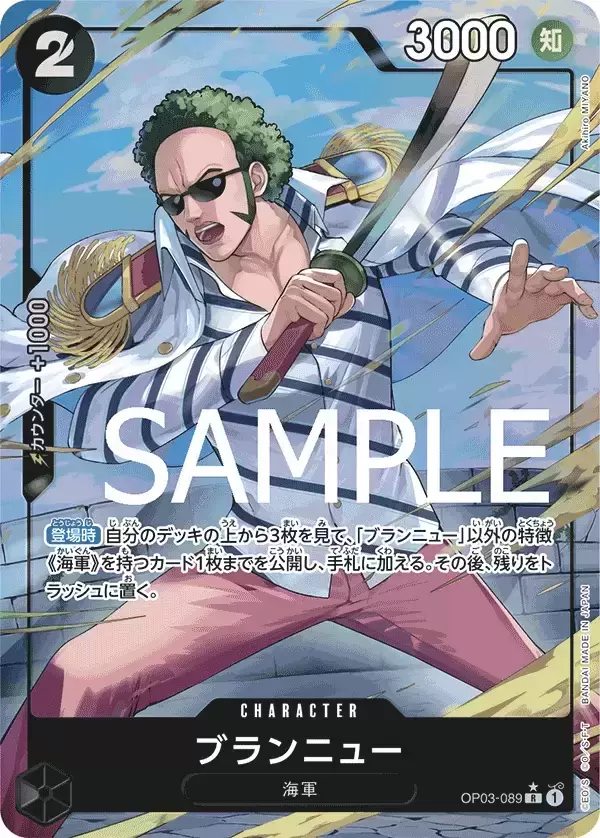 2
3000
知
Akihiro MIYANO
カウンター +1000
SAMPLE
登場時 自分のデッキの上から3枚を見て、「ブランニュー」以外の特徴
《海軍》を持つカード1枚までを公開し、手札に加える。その後、残りをト
ラッシュに置く。
CHARACTER
ブランニュー
海軍
OP03-089 R 1
©E.O/S. ©O./S.F.T BANDAI MADE IN JAPAN